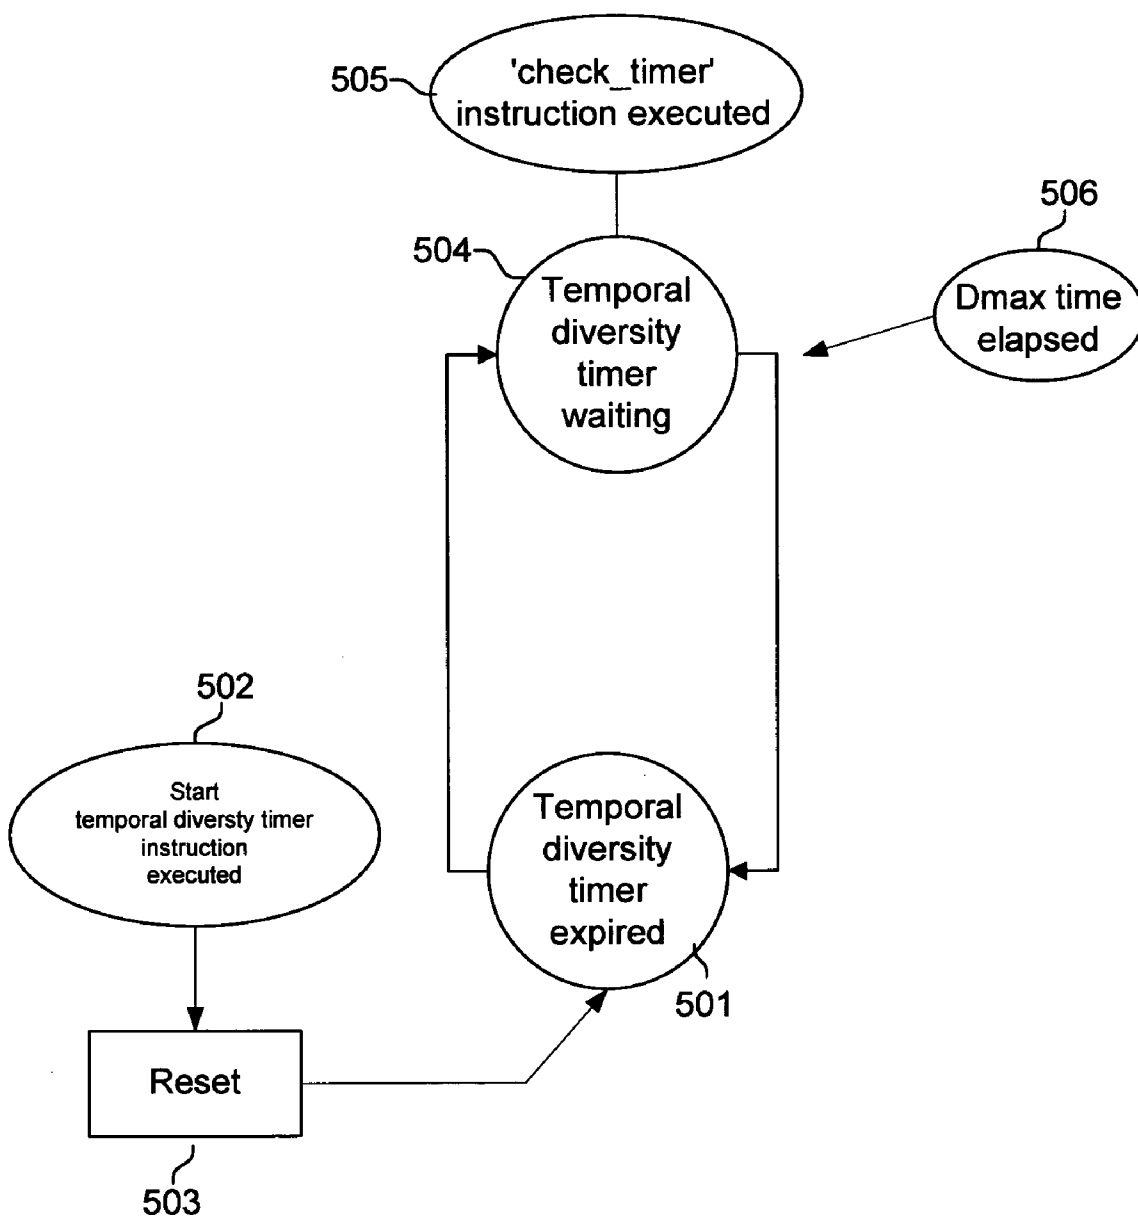 505
'check_timer'
instruction executed
506
504
Temporal
diversity
timer
waiting
Dmax time
elapsed
502
Start
temporal diversty timer
instruction
executed
Temporal
diversity
timer
expired
501
Reset
503